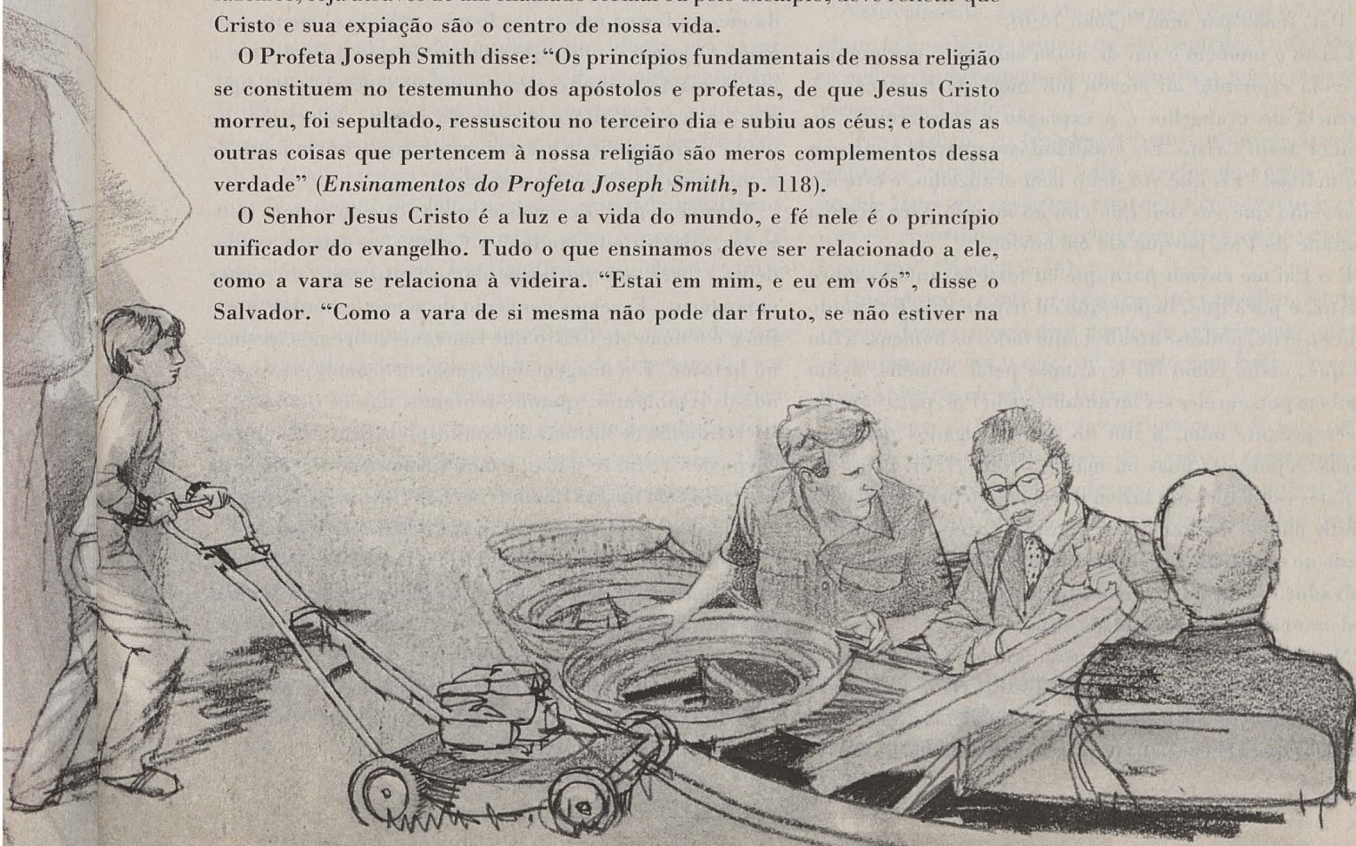 Cristo e sua expiação são o centro de nossa vida.
O Profeta Joseph Smith disse: “Os princípios fundamentais de nossa religião
se constituem no testemunho dos apóstolos e profetas, de que Jesus Cristo
morreu, foi sepultado, ressuscitou no terceiro dia e subiu aos céus; e todas as
outras coisas que pertencem à nossa religião são meros complementos dessa
verdade” (Ensinamentos do Profeta Joseph Smith, p. 118).
O Senhor Jesus Cristo é a luz e a vida do mundo, e fé nele é o princípio
unificador do evangelho. Tudo o que ensinamos deve ser relacionado a ele,
como a vara se relaciona à videira. “Estai em mim, e eu em vós”, disse o
Salvador. “Como a vara de si mesma não pode dar fruto, se não estiver na